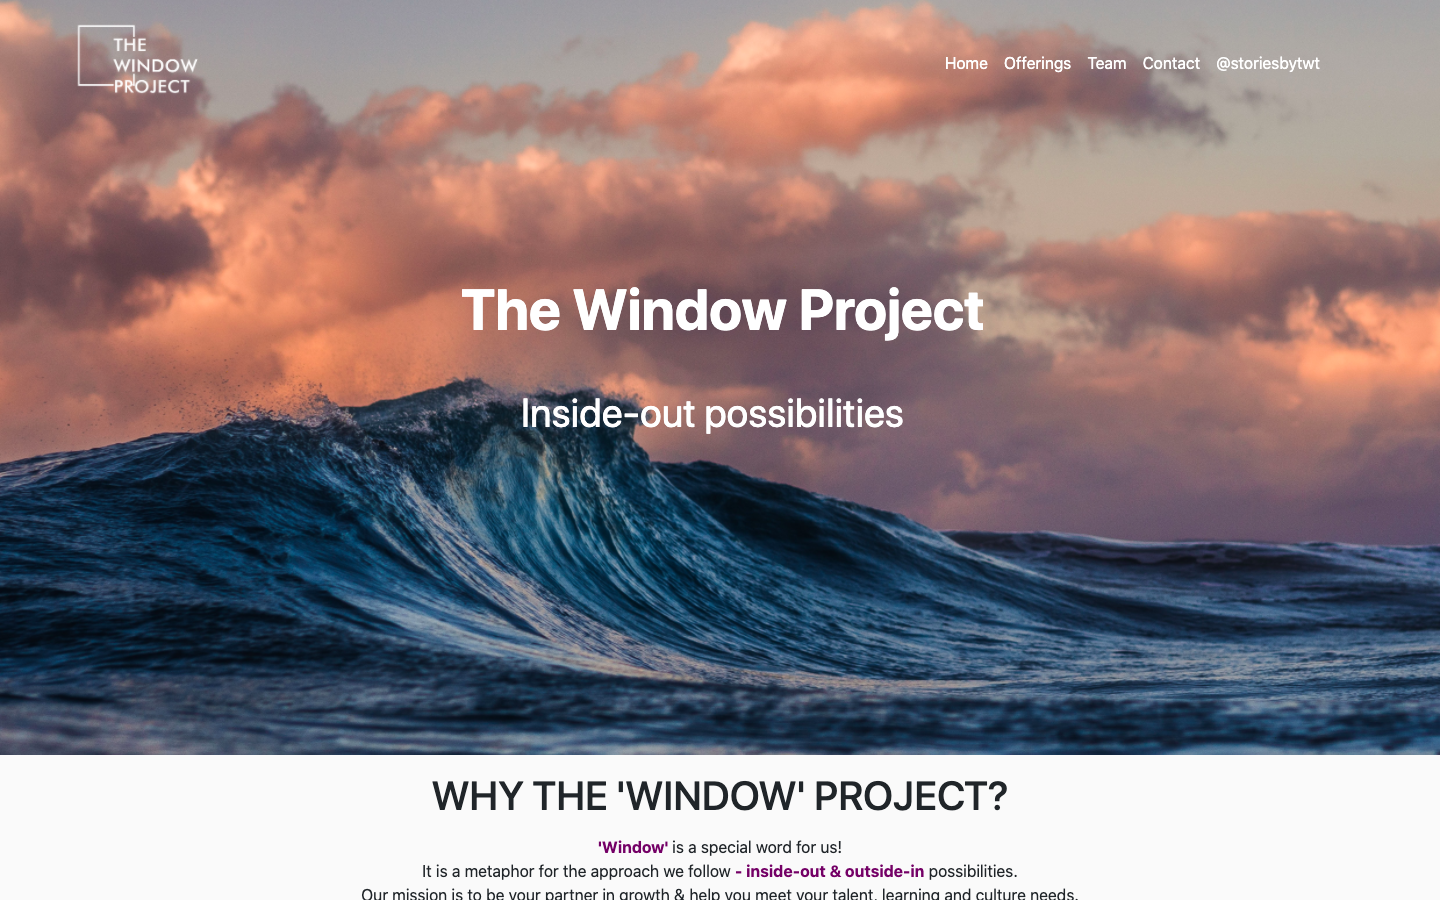 THE
WINDOW
PROJECT
Home Offerings Team Contact @storiesbytwt
The Window Project
Inside-out possibilities
WHY THE 'WINDOW' PROJECT?
'Window' is a special word for us!
It is a metaphor for the approach we follow - inside-out & outside-in possibilities.
Our mission is to be your partner in growth & help you meet your talent, learning and culture needs.